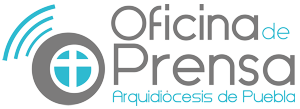 Oficina de
Prensa
Arquidiócesis de Puebla